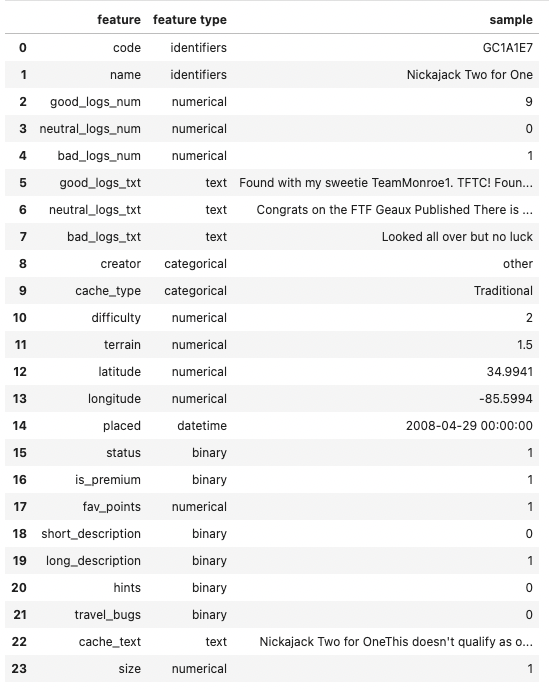 feature feature type sample
0 code identifiers GC1A1E7
1 name identifiers Nickajack Two for One
2 good_logs_num numerical 9
3 neutral_logs_num numerical 0
4 bad_logs_num numerical 1
5 good_logs_txt text Found with my sweetie TeamMonroe1. TFTC! Foun...
6 neutral_logs_txt text Congrats on the FTF Geaux Published There is ...
7 bad_logs_txt text Looked all over but no luck
8 creator categorical other
9 cache_type categorical Traditional
10 difficulty numerical 2
11 terrain numerical 1.5
12 latitude numerical 34.9941
13 longitude numerical -85.5994
14 placed datetime 2008-04-29 00:00:00
15 status binary 1
16 is_premium binary 1
17 fav_points numerical 1
18 short_description binary 0
19 long_description binary 1
20 hints binary 0
21 travel_bugs binary 0
22 cache_text text Nickajack Two for OneThis doesn't qualify as o...
23 size numerical 1